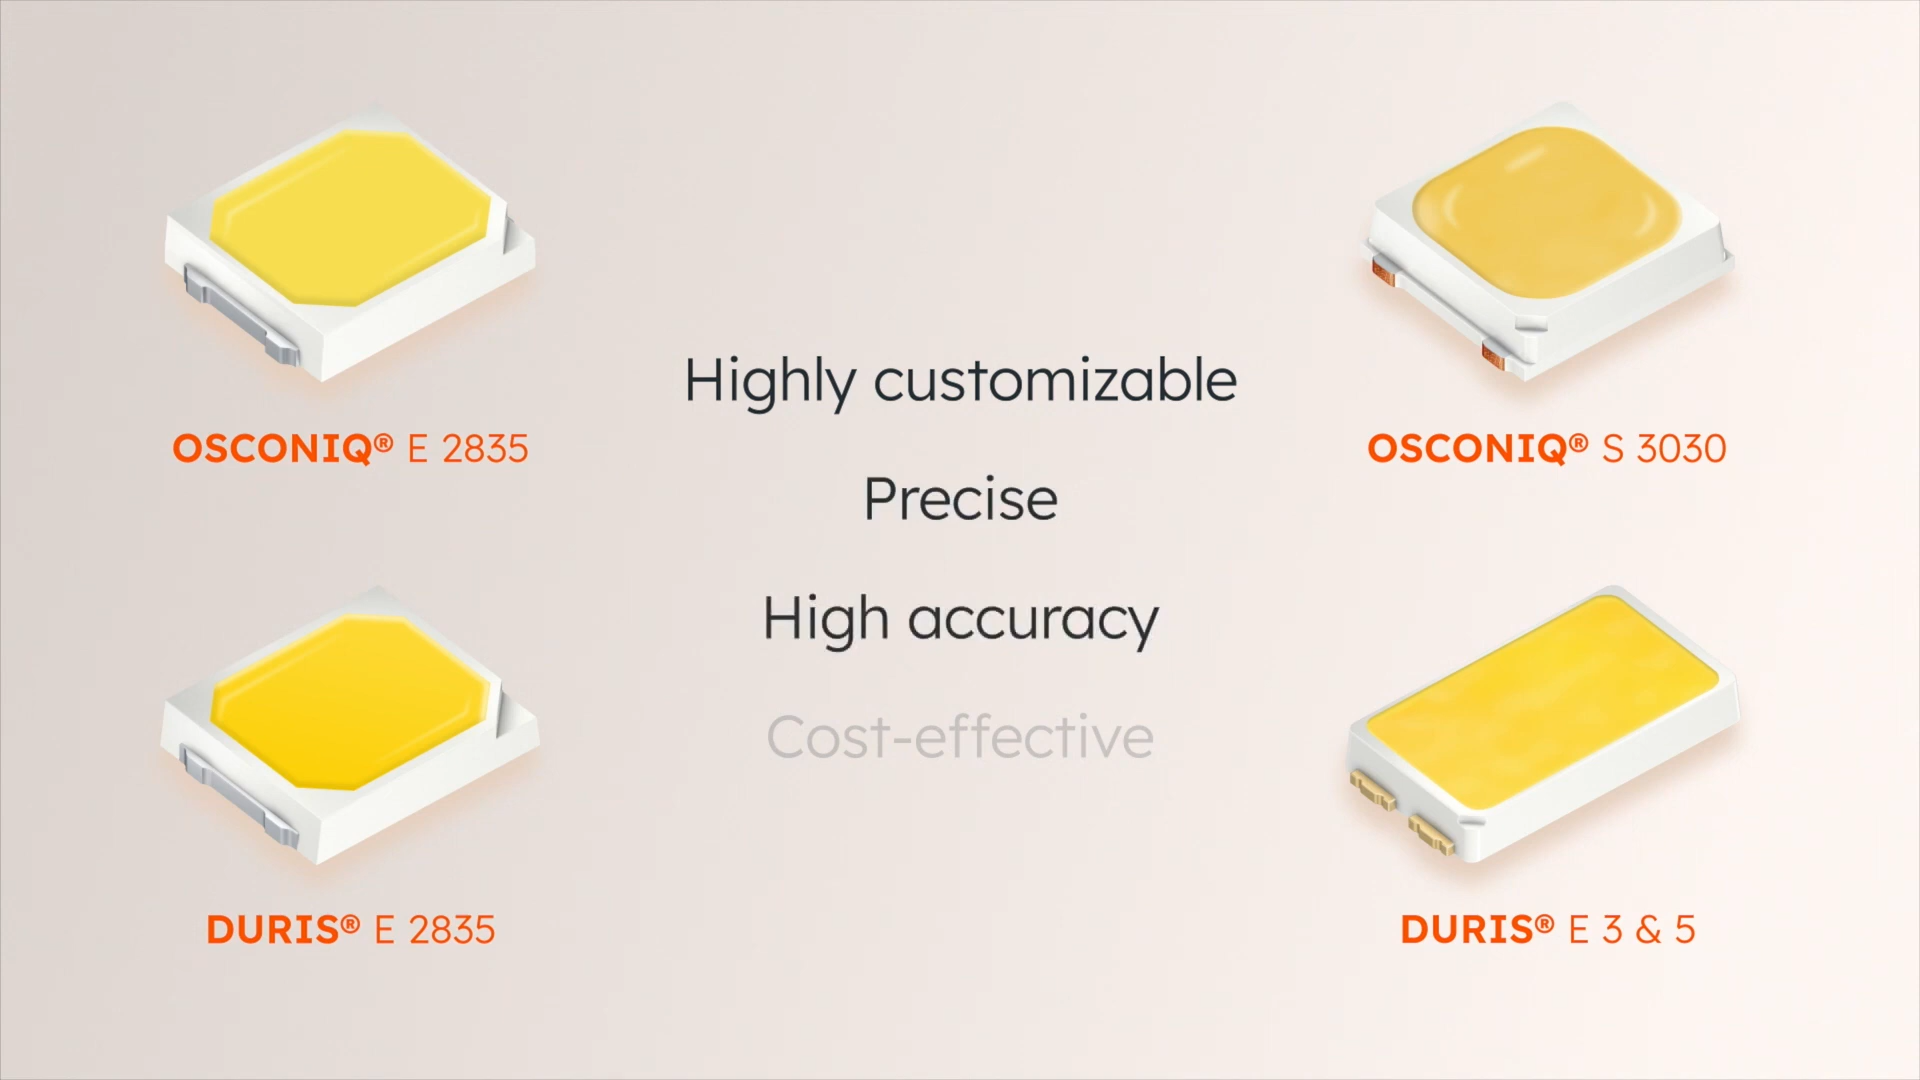 Highly customizable
OSCONIQ® E 2835
OSCONIQ® S 3030
Precise
High accuracy
Cost-effective
DURIS® E 2835
DURIS® E 3 & 5